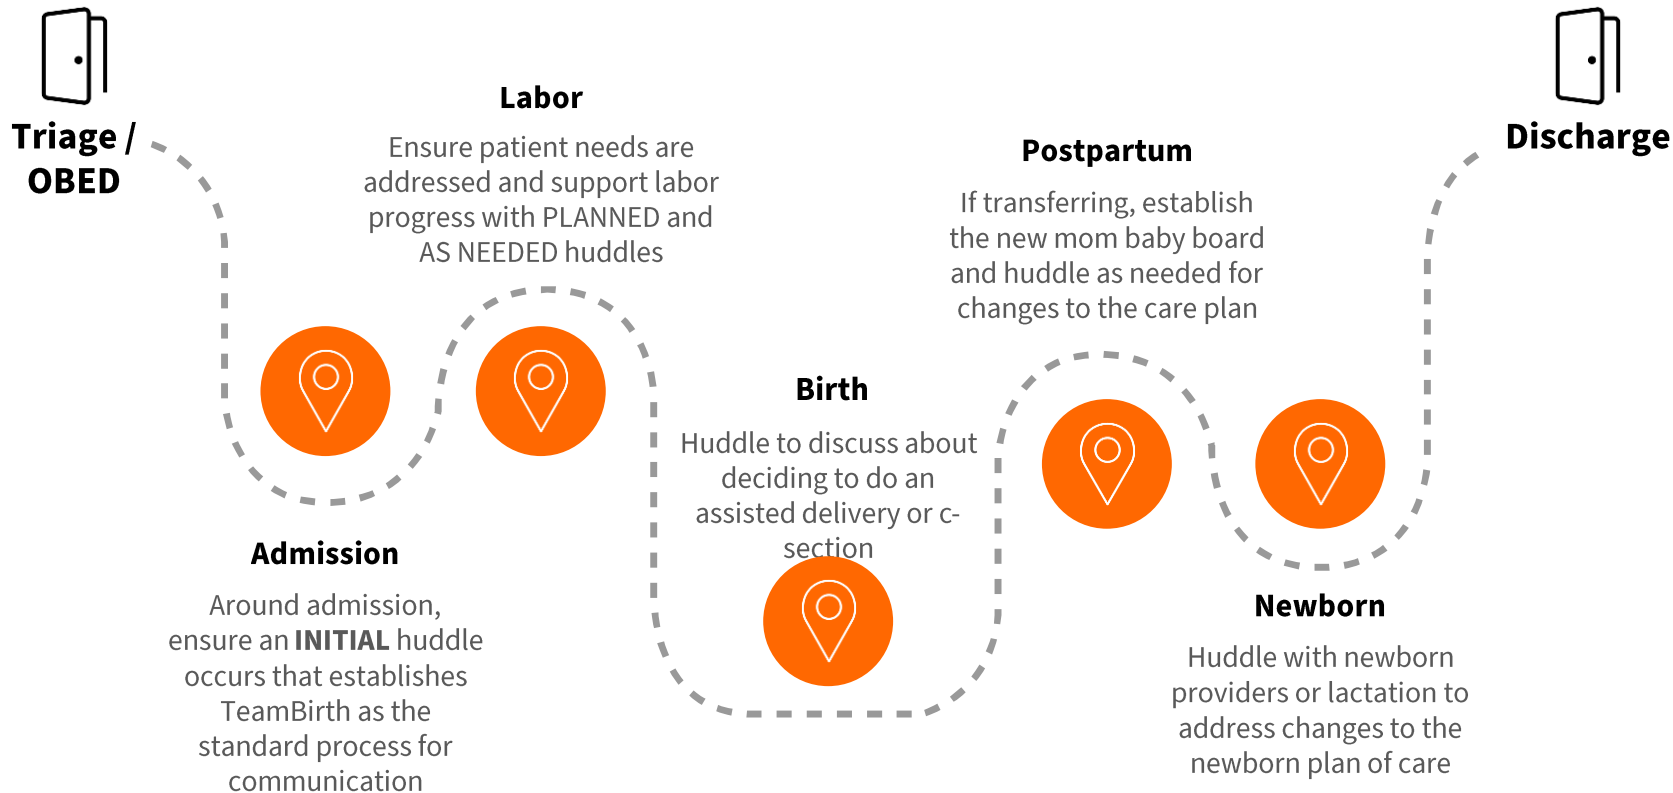 Triage /
OBED
Labor
Ensure patient needs are
addressed and support labor
progress with PLANNED and
AS NEEDED huddles
Postpartum
If transferring, establish
the new mom baby board
and huddle as needed for
changes to the care plan
Discharge
Birth
Huddle to discuss about
deciding to do an
assisted delivery or c-
section
Admission
Around admission,
ensure an INITIAL huddle
occurs that establishes
TeamBirth as the
standard process for
communication
Newborn
Huddle with newborn
providers or lactation to
address changes to the
newborn plan of care